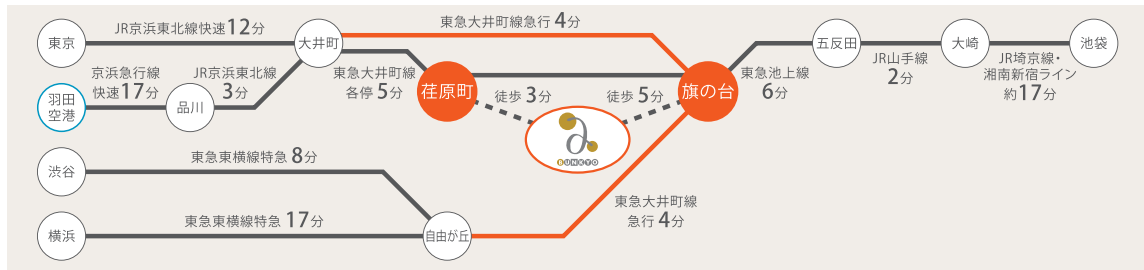 JR京浜東北線快速12分
東急大井町線急行 4分
東京
大井町
五反田
大崎
池袋
京浜急行線
快速17分
JR京浜東北線
3分
東急大井町線
各停 5分
東急池上線
6分
JR山手線
2分
JR埼京線・
湘南新宿ライン
約17分
羽田
空港
品川
荏原町
徒歩 3分
徒歩 5分
旗の台
BUNKYO
渋谷
東急東横線特急 8分
東急大井町線
急行 4分
横浜
東急東横線特急 17分
自由が丘